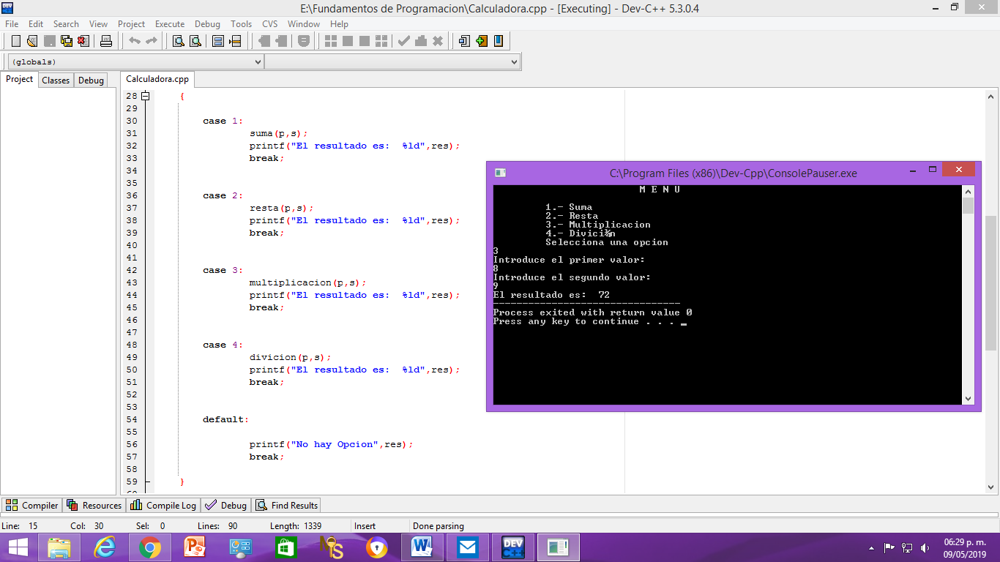 E:\Fundamentos de Programacion\Calculadora.cpp - [Executing] - Dev-C++ 5.3.0.4
File Edit Search View Project Execute Debug Tools CVS Window Help
(globals)
Project Classes Debug
Calculadora.cpp
28 {
29
30 case 1:
31 suma(p,s);
32 printf("El resultado es:  %ld",res);
33 break;
34
35
36 case 2:
37 resta(p,s);
38 printf("El resultado es:  %ld",res);
39 break;
40
41
42 case 3:
43 multiplicacion(p,s);
44 printf("El resultado es:  %ld",res);
45 break;
46
47
48 case 4:
49 divicion(p,s);
50 printf("El resultado es:  %ld",res);
51 break;
52
53
54 default:
55
56 printf("No hay Opcion",res);
57 break;
58
59 }
C:\Program Files (x86)\Dev-Cpp\ConsolePauser.exe
M E N U
1.- Suma
2.- Resta
3.- Multiplicacion
4.- Divici¾n
Selecciona una opcion
3
Introduce el primer valor:
8
Introduce el segundo valor:
9
El resultado es:  72
--------------------------------
Process exited with return value 0
Press any key to continue . . . _
Compiler Resources Compile Log Debug Find Results
Line: 15 Col: 30 Sel: 0 Lines: 90 Length: 1339 Insert Done parsing
DEV C++
06:29 p. m.
09/05/2019